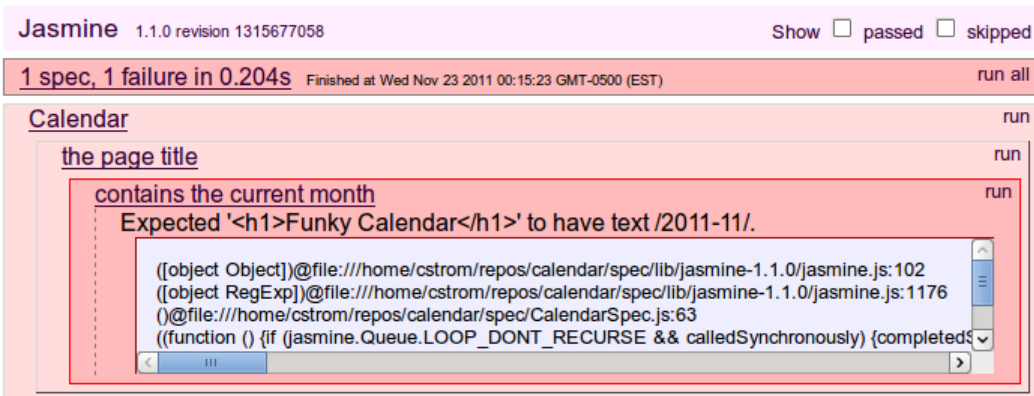 Jasmine 1.1.0 revision 1315677058 Show passed skipped
1 spec, 1 failure in 0.204s Finished at Wed Nov 23 2011 00:15:23 GMT-0500 (EST) run all
Calendar run
the page title run
contains the current month run
Expected '<h1>Funky Calendar</h1>' to have text /2011-11/.
([object Object])@file:///home/cstrom/repos/calendar/spec/lib/jasmine-1.1.0/jasmine.js:102
([object RegExp])@file:///home/cstrom/repos/calendar/spec/lib/jasmine-1.1.0/jasmine.js:1176
()@file:///home/cstrom/repos/calendar/spec/CalendarSpec.js:63
((function () {if (jasmine.Queue.LOOP_DONT_RECURSE && calledSynchronously) {completedS